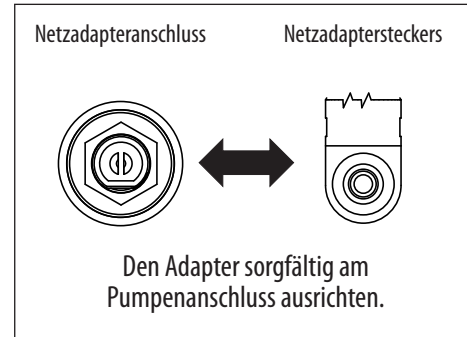 Netzadapteranschluss
Netzadaptersteckers
Den Adapter sorgfältig am
Pumpenanschluss ausrichten.